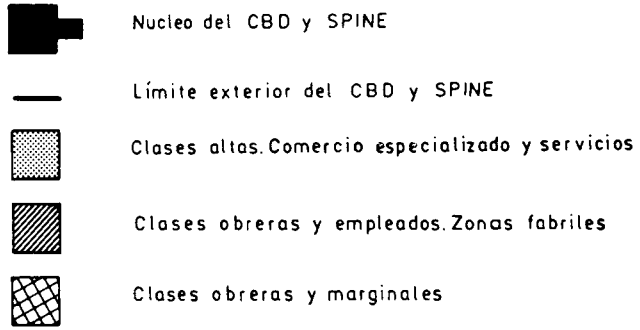 Nucleo del CBD y SPINE
Límite exterior del CBD y SPINE
Clases altas. Comercio especializado y servicios
Clases obreras y empleados. Zonas fabriles
Clases obreras y marginales